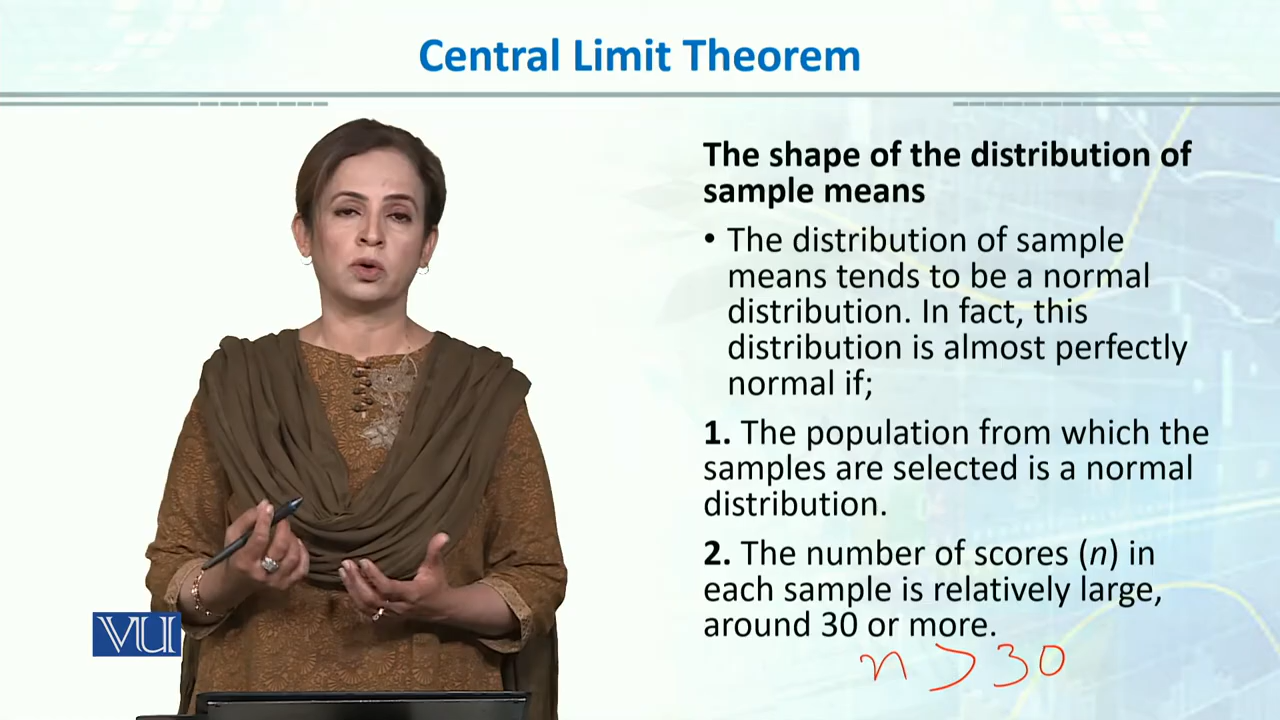 Central Limit Theorem
The shape of the distribution of
sample means
• The distribution of sample
means tends to be a normal
distribution. In fact, this
distribution is almost perfectly
normal if;
1. The population from which the
samples are selected is a normal
distribution.
2. The number of scores (n) in
each sample is relatively large,
around 30 or more.
n > 30
VU